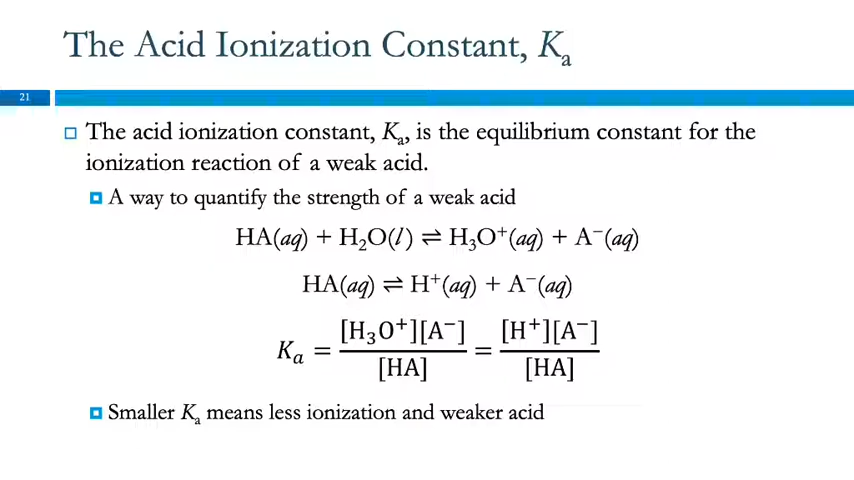 The Acid Ionization Constant, Kₐ
21
The acid ionization constant, Kₐ, is the equilibrium constant for the
ionization reaction of a weak acid.
A way to quantify the strength of a weak acid
HA(aq) + H₂O(l) ⇌ H₃O⁺(aq) + A⁻(aq)
HA(aq) ⇌ H⁺(aq) + A⁻(aq)
Kₐ = [H₃O⁺][A⁻] / [HA] = [H⁺][A⁻] / [HA]
Smaller Kₐ means less ionization and weaker acid